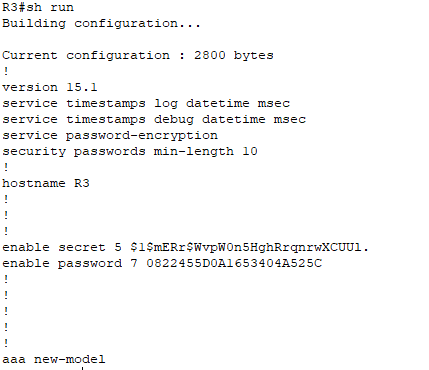 R3#sh run
Building configuration...
Current configuration : 2800 bytes
!
version 15.1
service timestamps log datetime msec
service timestamps debug datetime msec
service password-encryption
security passwords min-length 10
!
hostname R3
!
!
!
enable secret 5 $1$mERr$WvpW0n5HghRrqnrwXCUU1.
enable password 7 0822455D0A1653404A525C
!
!
!
!
!
aaa new-model